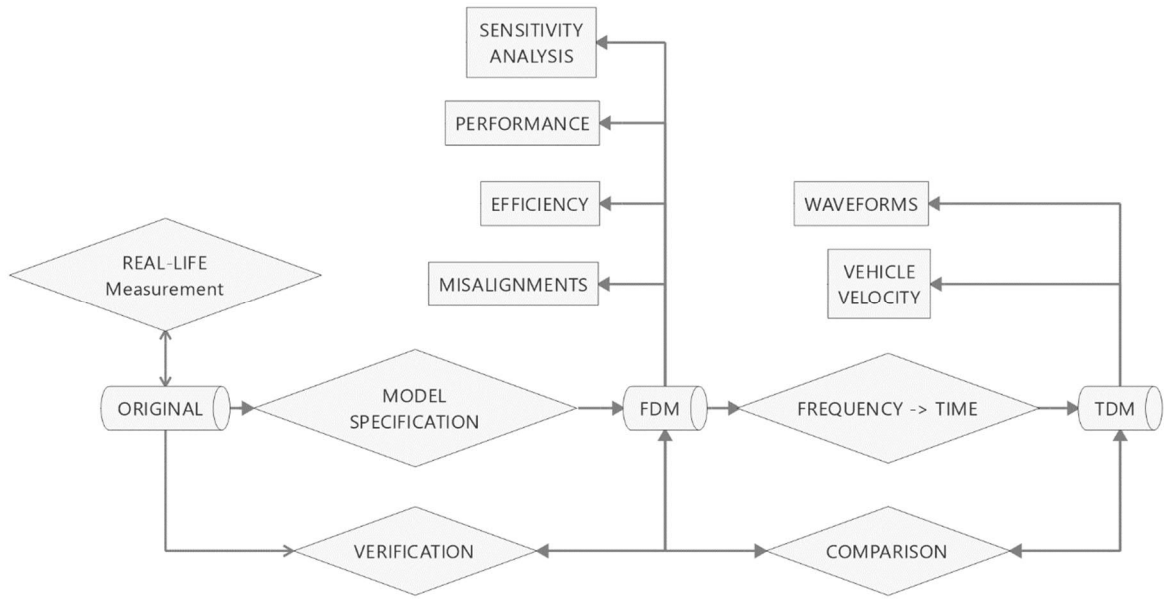 SENSITIVITY
ANALYSIS
PERFORMANCE
EFFICIENCY
WAVEFORMS
REAL-LIFE
Measurement
MISALIGNMENTS
VEHICLE
VELOCITY
ORIGINAL
MODEL
SPECIFICATION
FDM
FREQUENCY -> TIME
TDM
VERIFICATION
COMPARISON